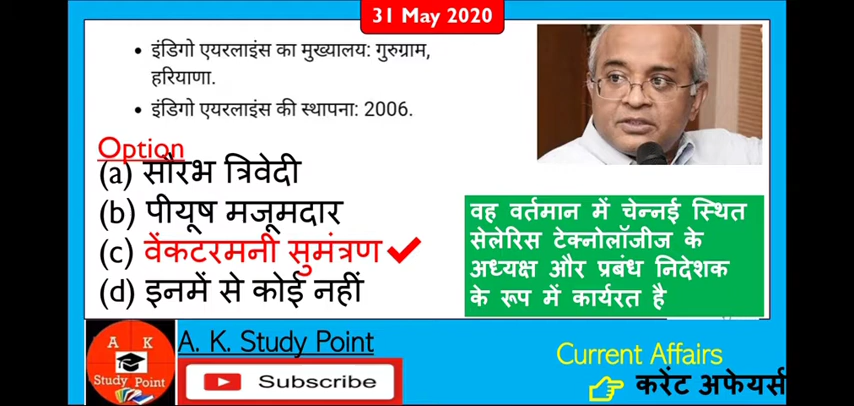 31 May 2020
• इंडिगो एयरलाइंस का मुख्यालय: गुरुग्राम,
हरियाणा.
• इंडिगो एयरलाइंस की स्थापना: 2006.
Option
(a) सौरभ त्रिवेदी
(b) पीयूष मजूमदार
(c) वेंकटरमनी सुमंत्रण
(d) इनमें से कोई नहीं
वह वर्तमान में चेन्नई स्थित
सेलेरिस टेक्नोलॉजीज के
अध्यक्ष और प्रबंध निदेशक
के रूप में कार्यरत है
A K
Study Point
A. K. Study Point
Subscribe
Current Affairs
करेंट अफेयर्स